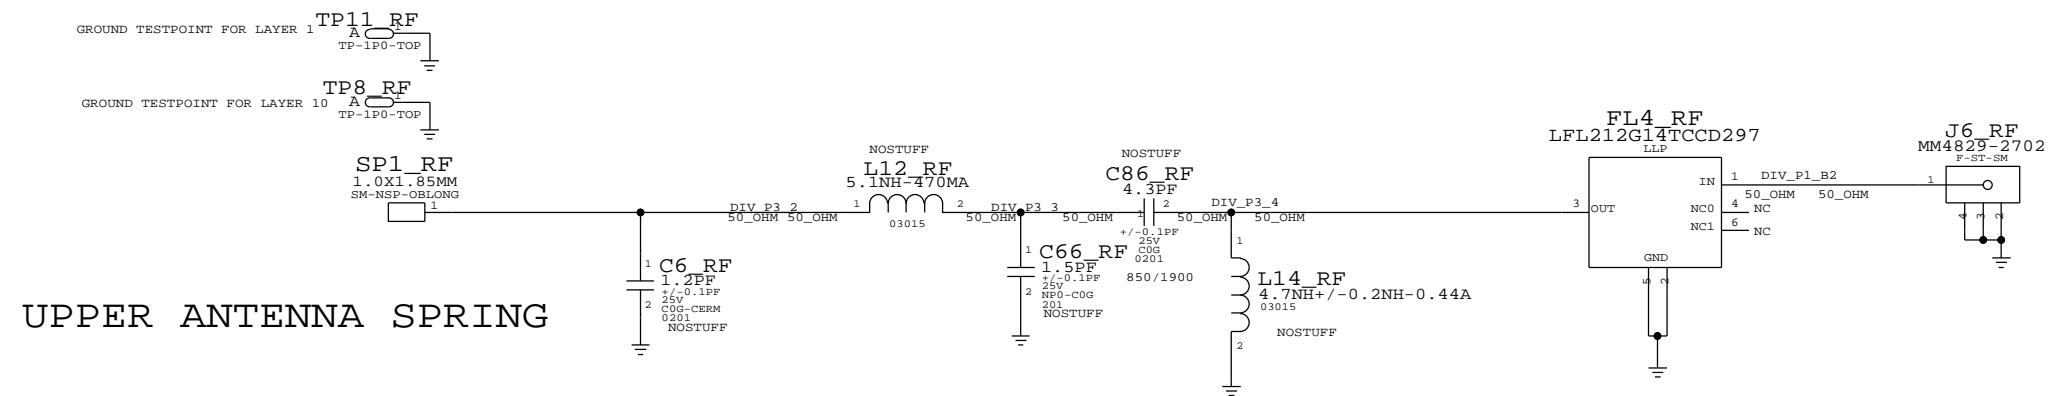 TP11_RF
GROUND TESTPOINT FOR LAYER 1
A
1
TP-1P0-TOP
TP8_RF
GROUND TESTPOINT FOR LAYER 10
A
1
TP-1P0-TOP
SP1_RF
1.0X1.85MM
SM-NSP-OBLONG
1
UPPER ANTENNA SPRING
1
C6_RF
1.2PF
+/-0.1PF
25V
C0G-CERM
0201
NOSTUFF
2
DIV_P3_2
50_OHM 50_OHM
NOSTUFF
L12_RF
5.1NH-470MA
1
2
03015
DIV_P3_3
50_OHM
50_OHM
1
C66_RF
1.5PF
+/-0.1PF
25V
NP0-C0G
201
NOSTUFF
2
NOSTUFF
C86_RF
4.3PF
1
2
+/-0.1PF
25V
C0G
0201
850/1900
DIV_P3_4
50_OHM
50_OHM
1
L14_RF
4.7NH+/-0.2NH-0.44A
03015
NOSTUFF
2
FL4_RF
LFL212G14TCCD297
LLP
3
OUT
IN
1
NC0
4
NC
NC1
6
NC
GND
5
2
DIV_P1_B2
50_OHM
50_OHM
J6_RF
MM4829-2702
F-ST-SM
1
4
3
2